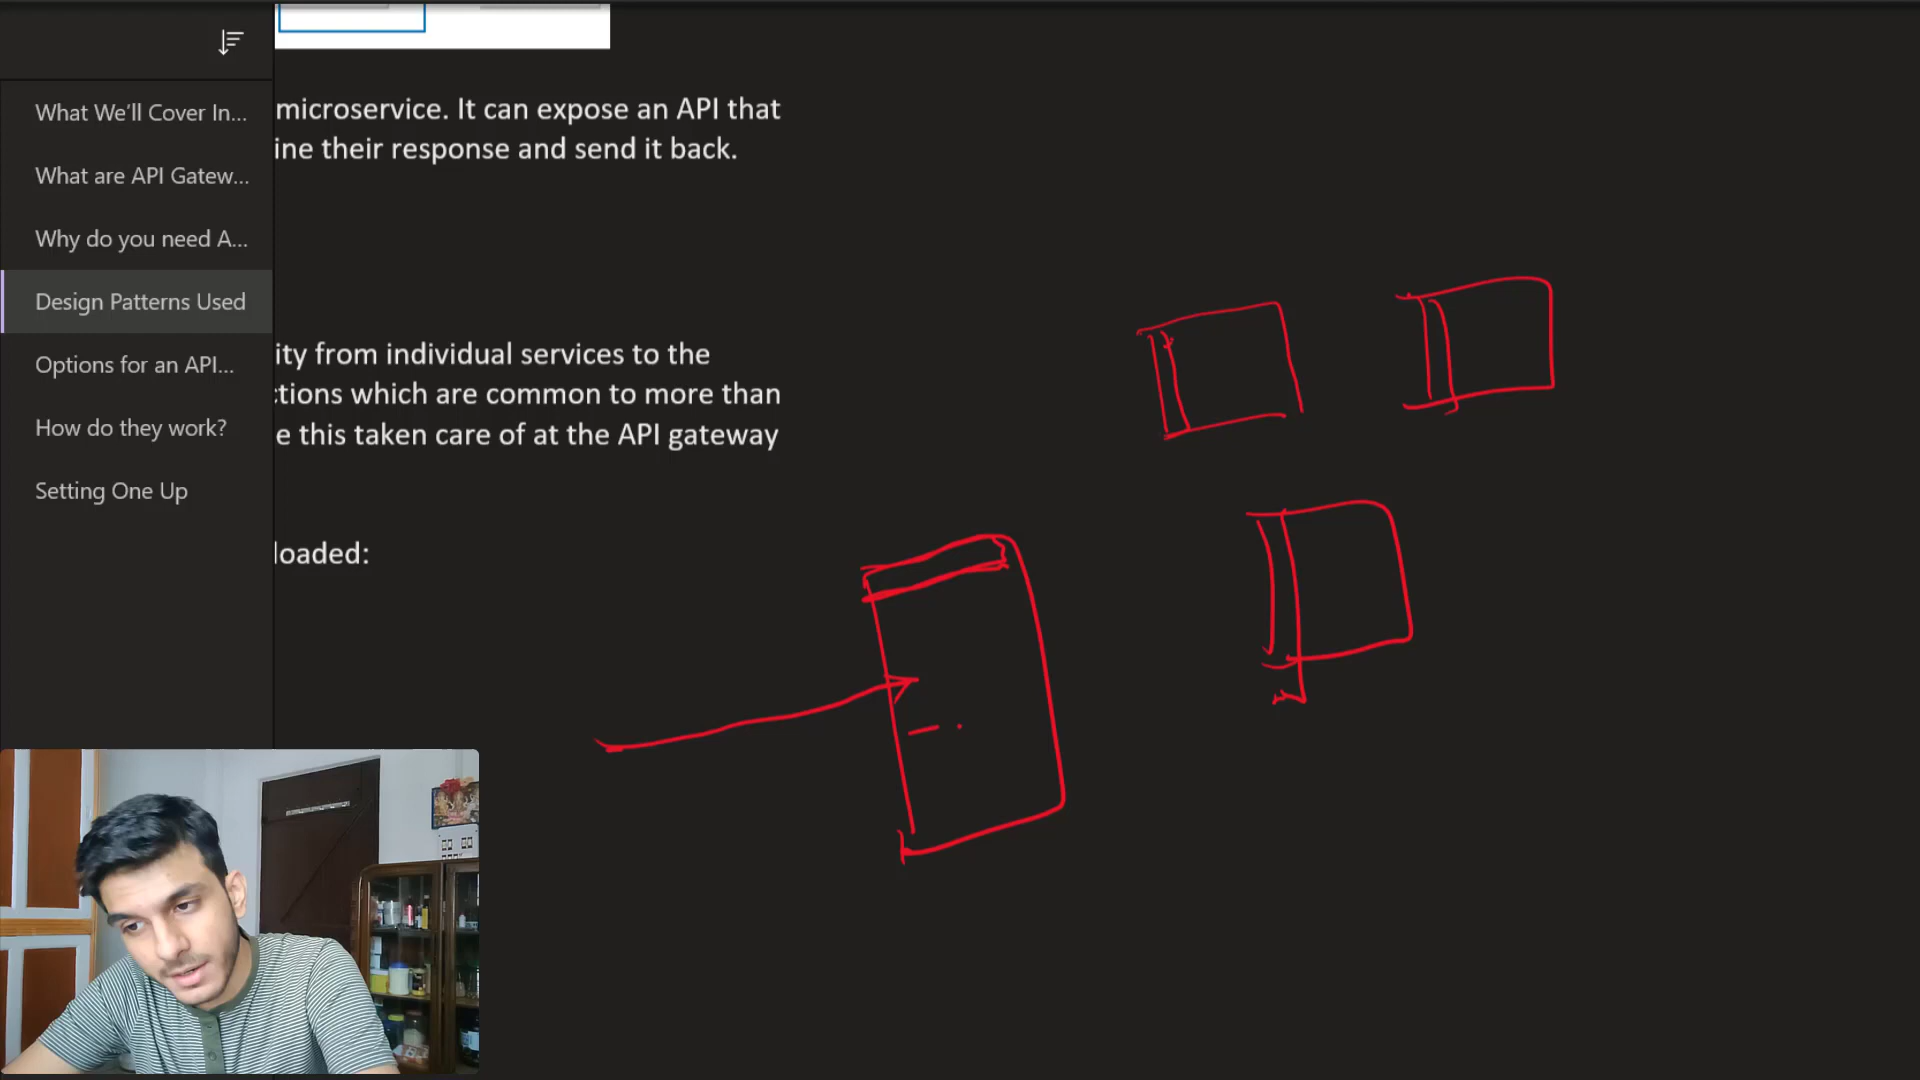 What We'll Cover In...
What are API Gatew...
Why do you need A...
Design Patterns Used
Options for an API...
How do they work?
Setting One Up
microservice. It can expose an API that
ine their response and send it back.
ity from individual services to the
ctions which are common to more than
e this taken care of at the API gateway
loaded: